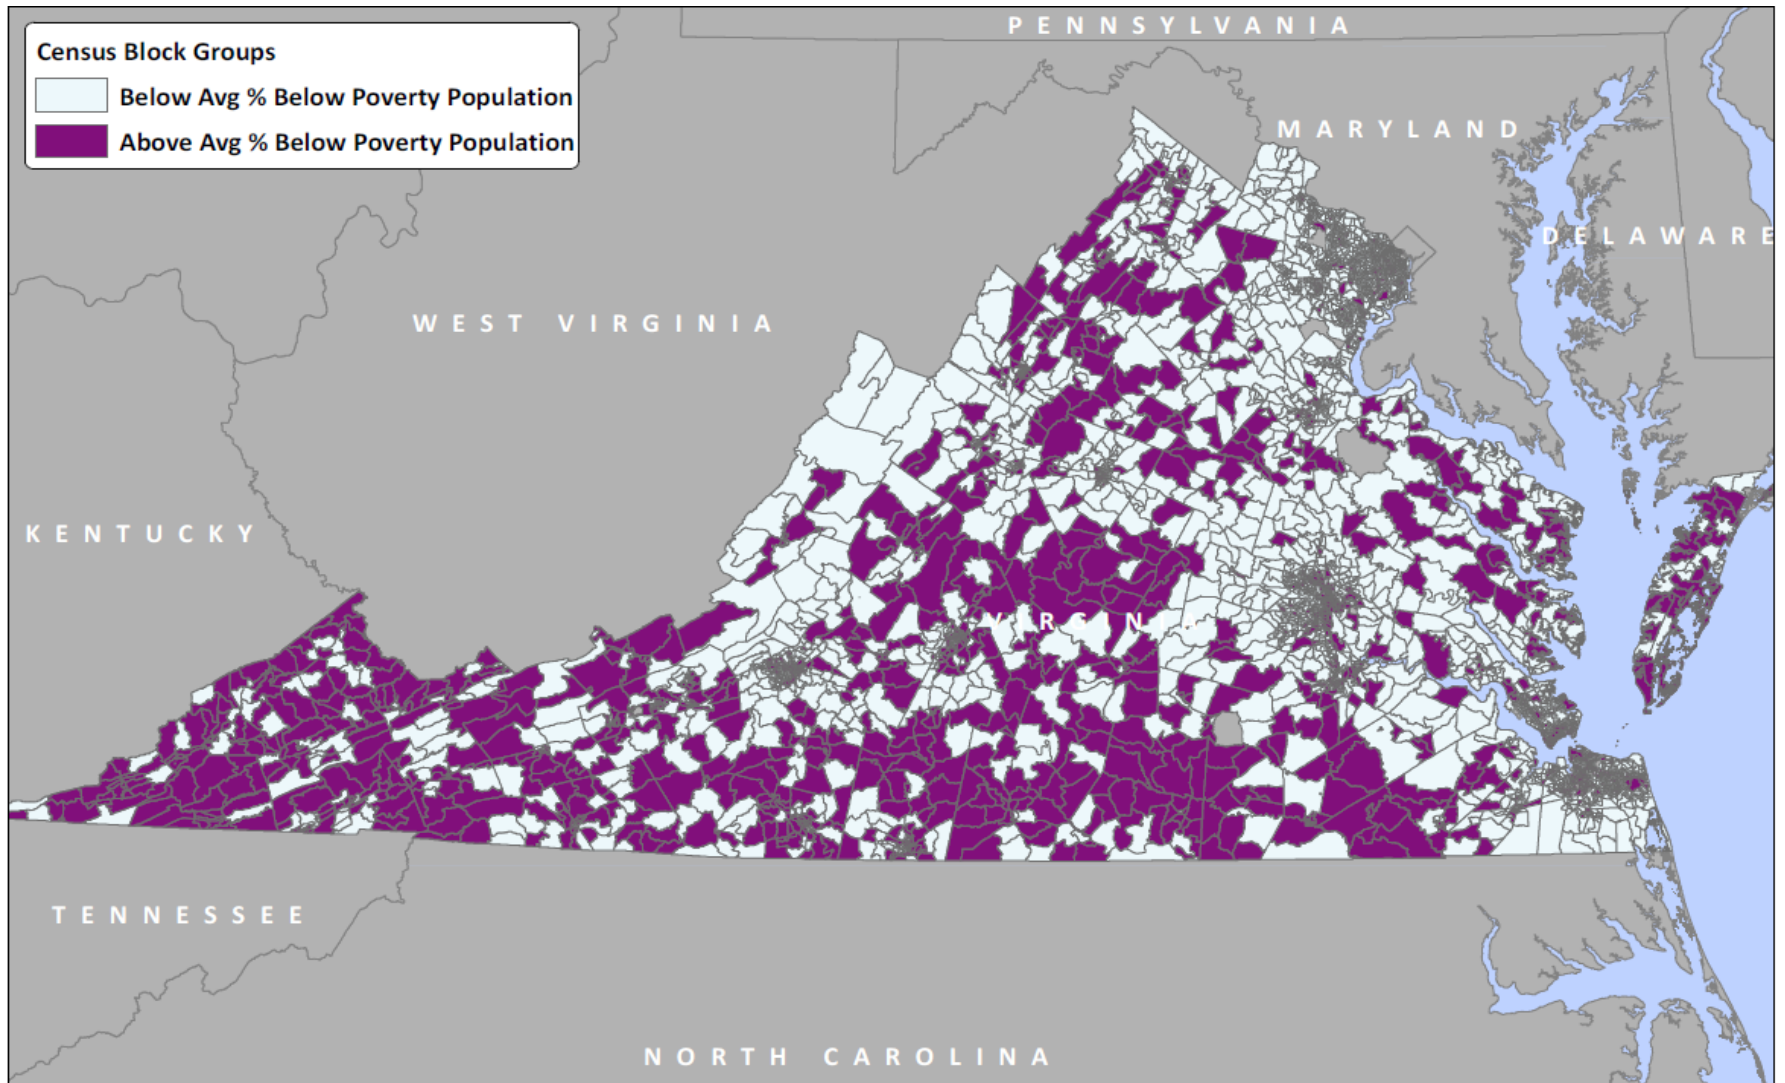 PENNSYLVANIA
Census Block Groups
Below Avg % Below Poverty Population
Above Avg % Below Poverty Population
MARYLAND
DELAWARE
WEST VIRGINIA
KENTUCKY
VIRGINIA
TENNESSEE
NORTH CAROLINA